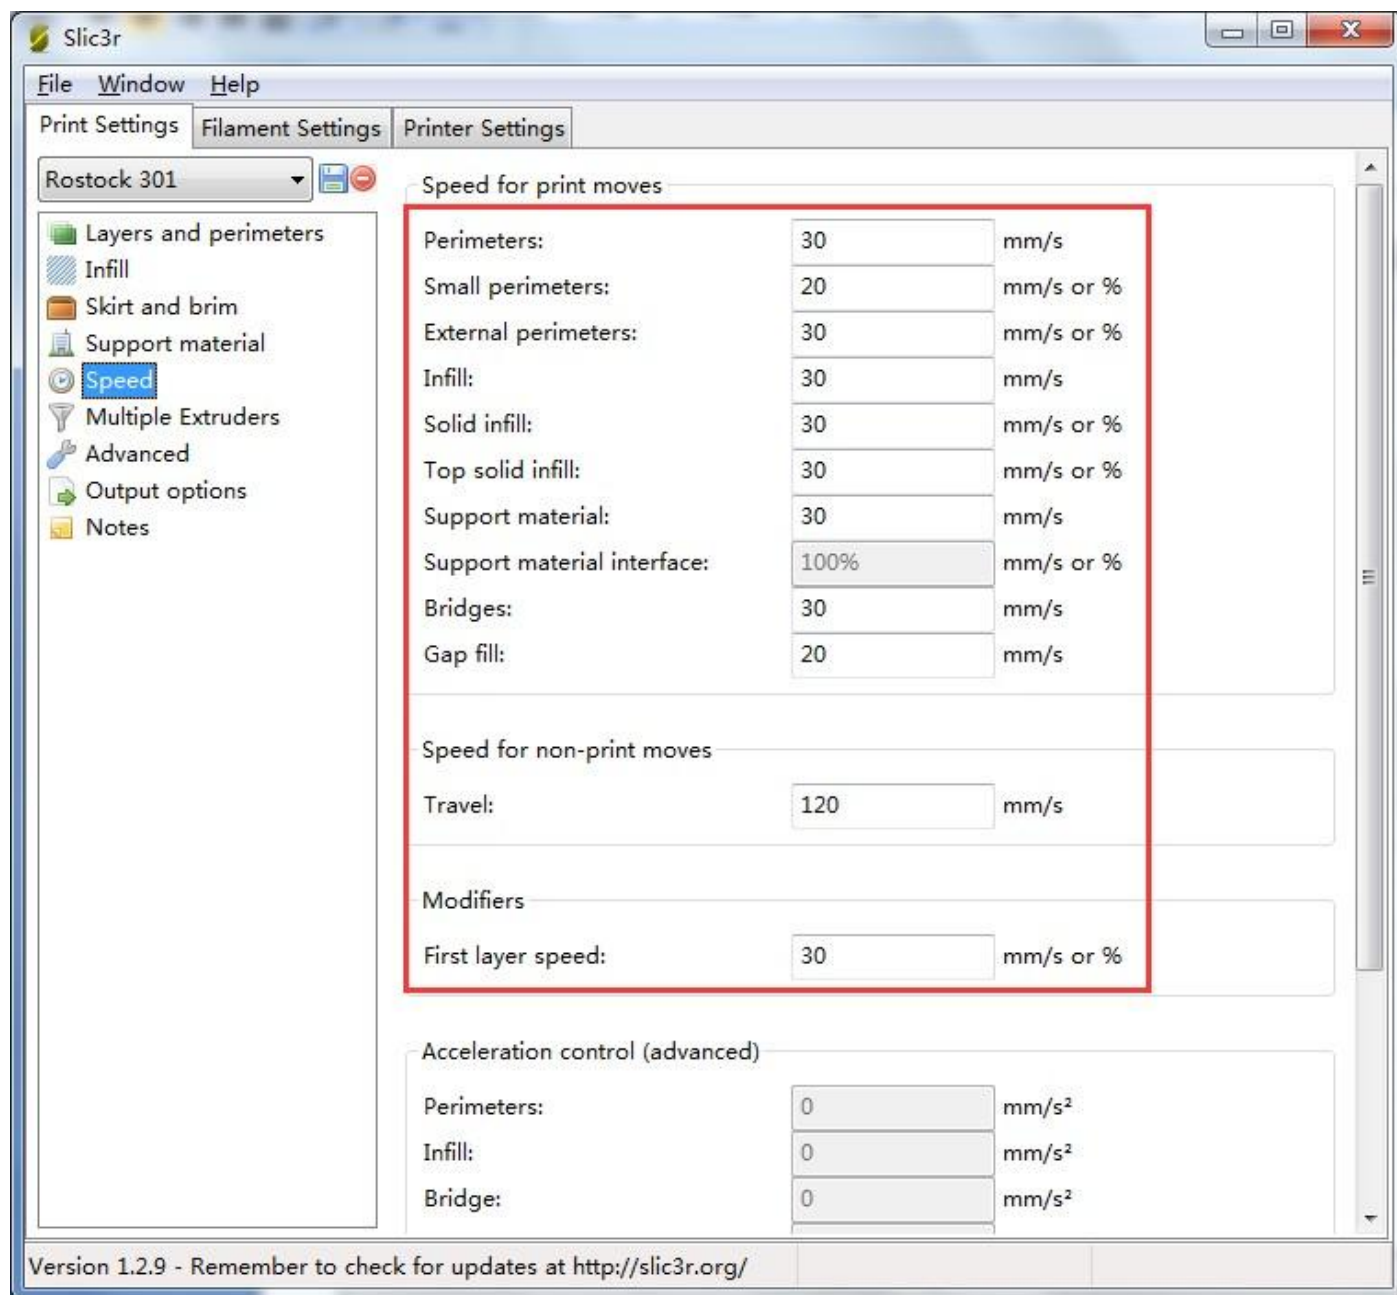 Slic3r
File Window Help
Print Settings Filament Settings Printer Settings
Rostock 301
Layers and perimeters
Infill
Skirt and brim
Support material
Speed
Multiple Extruders
Advanced
Output options
Notes
Speed for print moves
Perimeters: 30 mm/s
Small perimeters: 20 mm/s or %
External perimeters: 30 mm/s or %
Infill: 30 mm/s
Solid infill: 30 mm/s or %
Top solid infill: 30 mm/s or %
Support material: 30 mm/s
Support material interface: 100% mm/s or %
Bridges: 30 mm/s
Gap fill: 20 mm/s
Speed for non-print moves
Travel: 120 mm/s
Modifiers
First layer speed: 30 mm/s or %
Acceleration control (advanced)
Perimeters: 0 mm/s²
Infill: 0 mm/s²
Bridge: 0 mm/s²
Version 1.2.9 - Remember to check for updates at http://slic3r.org/